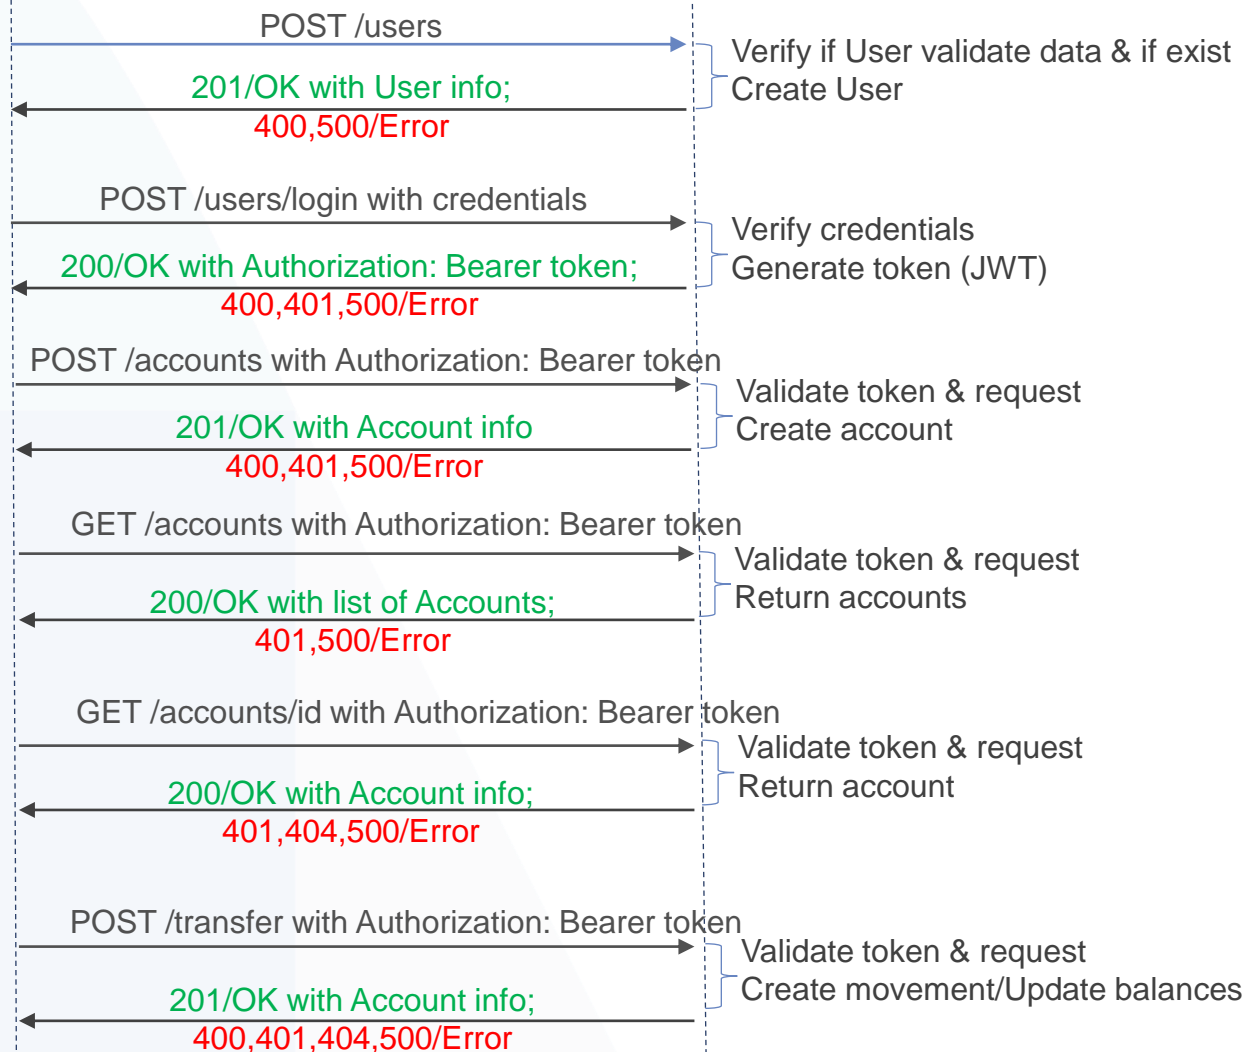 POST /users
Verify if User validate data & if exist
Create User
201/OK with User info;
400,500/Error
POST /users/login with credentials
Verify credentials
Generate token (JWT)
200/OK with Authorization: Bearer token;
400,401,500/Error
POST /accounts with Authorization: Bearer token
Validate token & request
Create account
201/OK with Account info
400,401,500/Error
GET /accounts with Authorization: Bearer token
Validate token & request
Return accounts
200/OK with list of Accounts;
401,500/Error
GET /accounts/id with Authorization: Bearer token
Validate token & request
Return account
200/OK with Account info;
401,404,500/Error
POST /transfer with Authorization: Bearer token
Validate token & request
Create movement/Update balances
201/OK with Account info;
400,401,404,500/Error